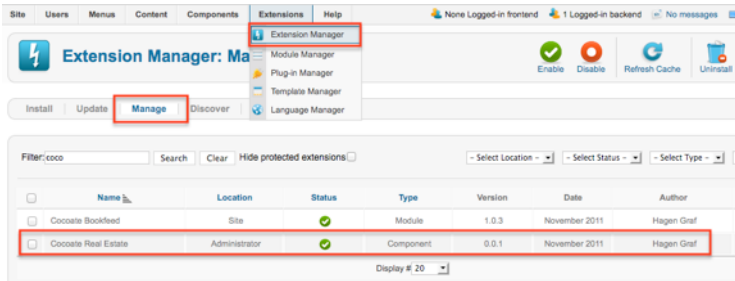 Site Users Menus Content Components Extensions Help None Logged-in frontend 1 Logged-in backend No messages
Extension Manager
Extension Manager: Ma
Module Manager
Plug-in Manager
Template Manager
Language Manager
Enable Disable Refresh Cache Uninstall
Install Update Manage Discover
Filter: coco Search Clear Hide protected extensions - Select Location - - Select Status - - Select Type -
Name Location Status Type Version Date Author
Cocoate Bookfeed Site Module 1.0.3 November 2011 Hagen Graf
Cocoate Real Estate Administrator Component 0.0.1 November 2011 Hagen Graf
Display # 20